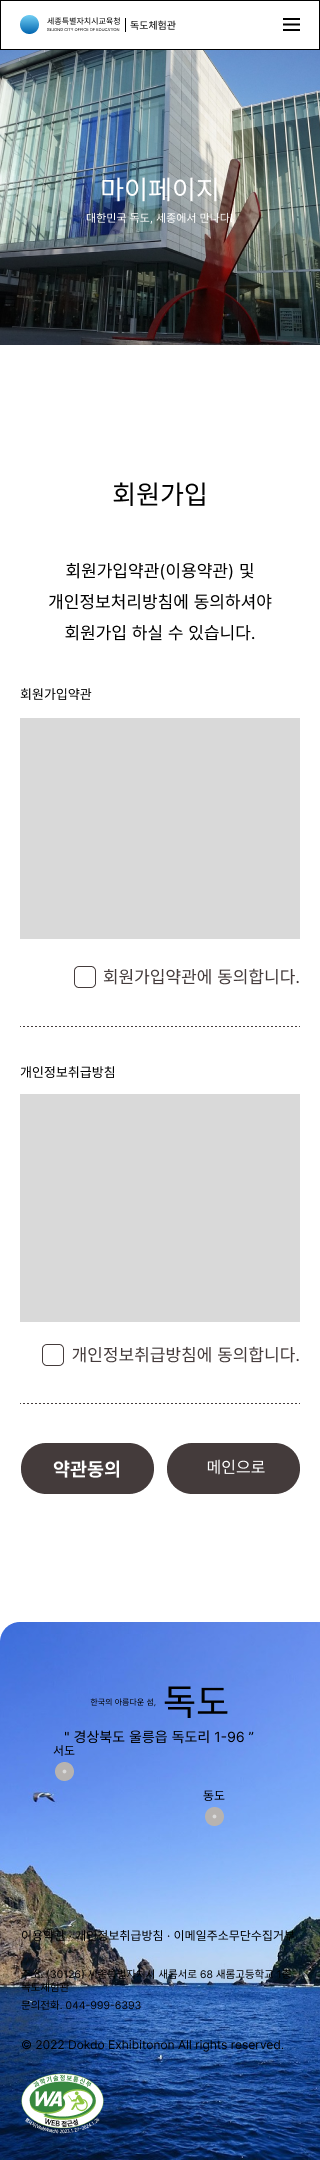 세종특별자치시교육청
SEJONG CITY OFFICE OF EDUCATION
독도체험관
마이페이지
대한민국 독도, 세종에서 만나다
회원가입
회원가입약관(이용약관) 및
개인정보처리방침에 동의하셔야
회원가입 하실 수 있습니다.
회원가입약관
회원가입약관에 동의합니다.
개인정보취급방침
개인정보취급방침에 동의합니다.
약관동의
메인으로
한국의 아름다운 섬,
독도
" 경상북도 울릉읍 독도리 1-96 ”
서도
동도
이용약관 · 개인정보취급방침 · 이메일주소무단수집거부
(30126) 새롬서로 68 새롬고등학교
독도체험관
문의전화. 044-999-6393
© 2022 Dokdo Exhibitonon All rights reserved.
과학기술정보통신부
WA
WEB 접근성